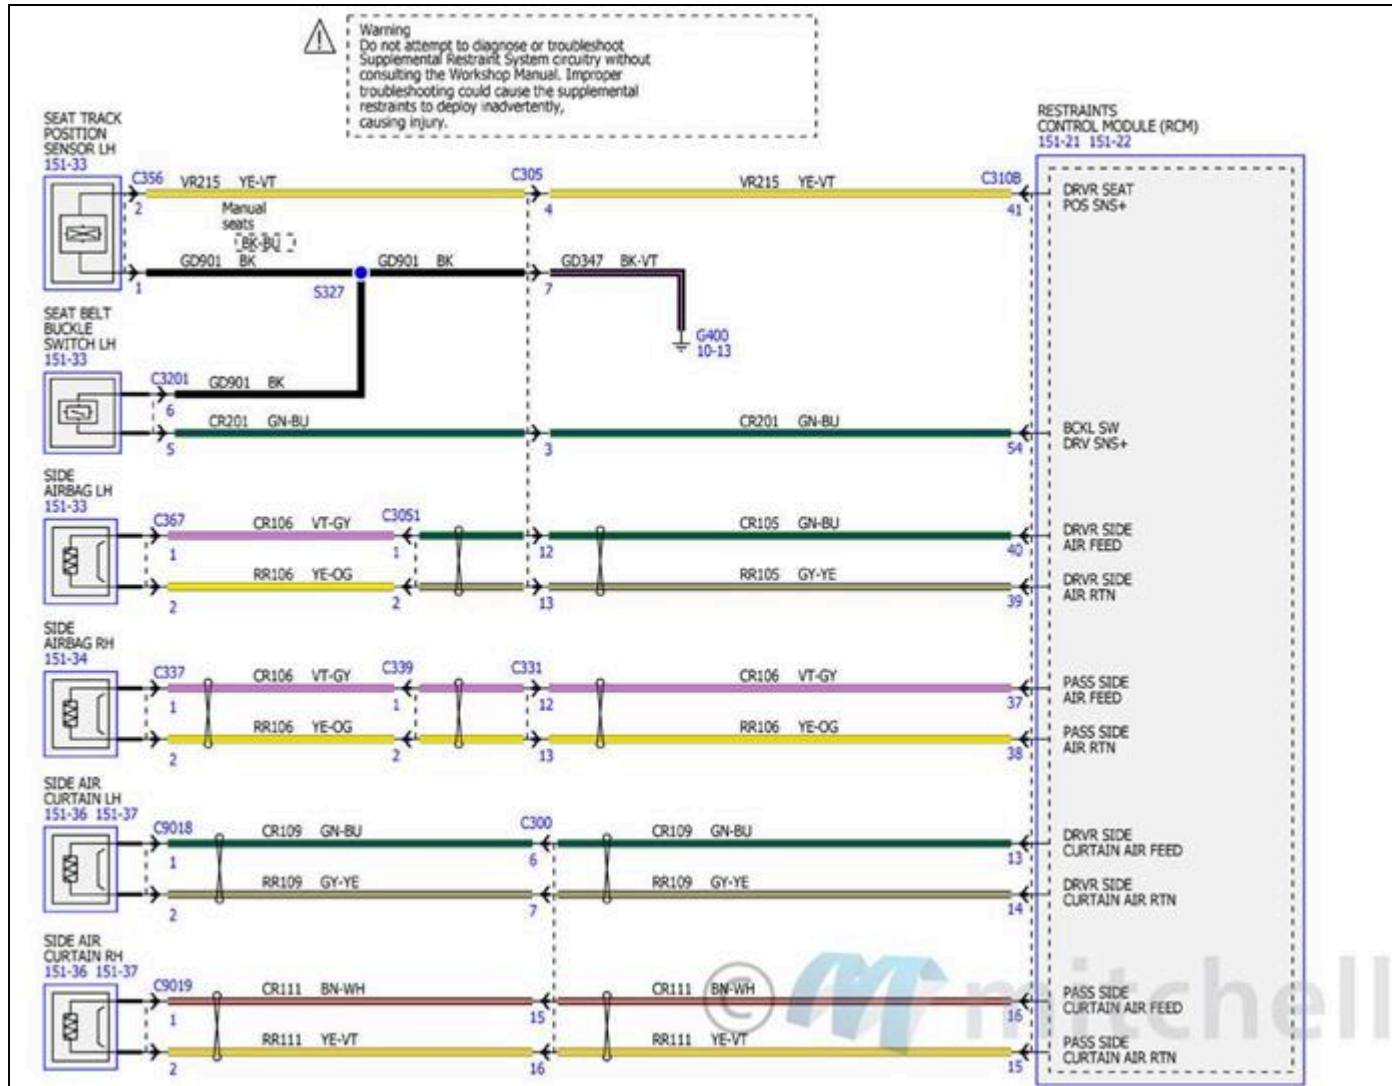 Warning
Do not attempt to diagnose or troubleshoot
Supplemental Restraint System circuitry without
consulting the Workshop Manual. Improper
troubleshooting could cause the supplemental
restraints to deploy inadvertently,
causing injury.
RESTRAINTS
CONTROL MODULE (RCM)
151-21 151-22
SEAT TRACK
POSITION
SENSOR LH
151-33
C356 VR215 YE-VT C305 VR215 YE-VT C310B
2 4 41
DRVR SEAT
POS SNS+
Manual
seats
BK-BU
GD901 BK GD901 BK GD347 BK-VT
1 S327 7
G400
10-13
SEAT BELT
BUCKLE
SWITCH LH
151-33
C3201 GD901 BK
6
CR201 GN-BU CR201 GN-BU
5 3 54
BCKL SW
DRV SNS+
SIDE
AIRBAG LH
151-33
C367 CR106 VT-GY C3051 CR105 GN-BU
1 1 12 40
DRVR SIDE
AIR FEED
RR106 YE-OG RR105 GY-YE
2 2 13 39
DRVR SIDE
AIR RTN
SIDE
AIRBAG RH
151-34
C337 CR106 VT-GY C339 C331 CR106 VT-GY
1 1 12 37
PASS SIDE
AIR FEED
RR106 YE-OG RR106 YE-OG
2 2 13 38
PASS SIDE
AIR RTN
SIDE AIR
CURTAIN LH
151-36 151-37
C9018 CR109 GN-BU C300 CR109 GN-BU
1 6 13
DRVR SIDE
CURTAIN AIR FEED
RR109 GY-YE RR109 GY-YE
2 7 14
DRVR SIDE
CURTAIN AIR RTN
SIDE AIR
CURTAIN RH
151-36 151-37
C9019 CR111 BN-WH CR111 BN-WH
1 15 16
PASS SIDE
CURTAIN AIR FEED
RR111 YE-VT RR111 YE-VT
2 16 15
PASS SIDE
CURTAIN AIR RTN
© mitchell